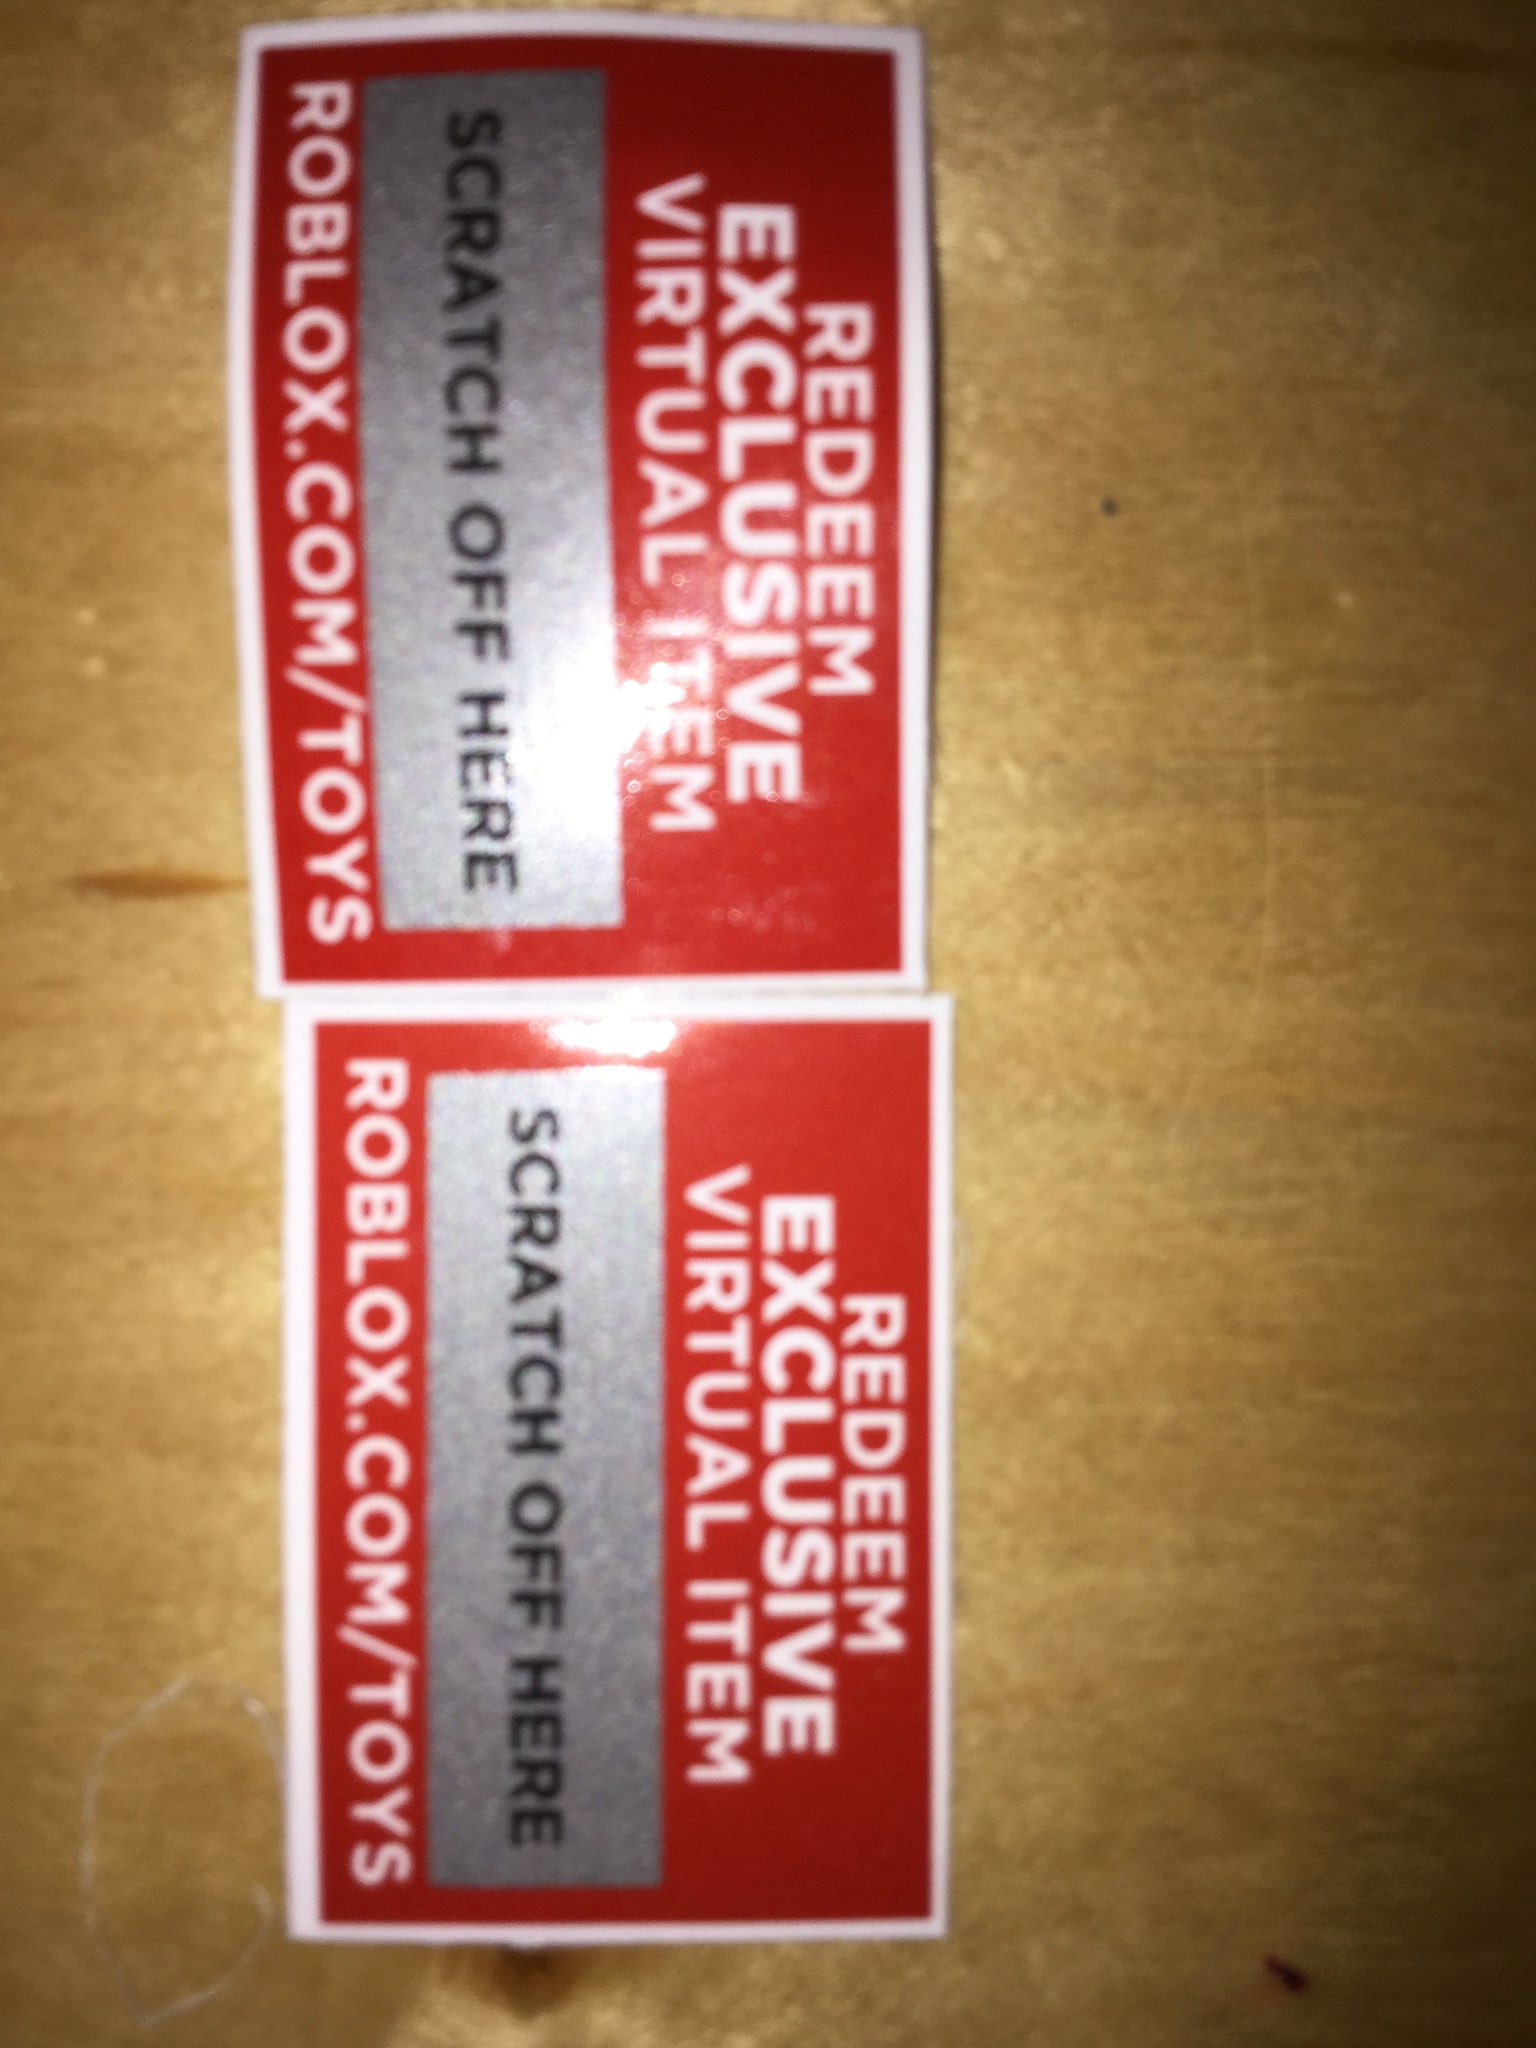 REDEEM
EXCLUSIVE
VIRTUAL ITEM
SCRATCH OFF HERE
ROBLOX.COM/TOYS
REDEEM
EXCLUSIVE
VIRTUAL ITEM
SCRATCH OFF HERE
ROBLOX.COM/TOYS